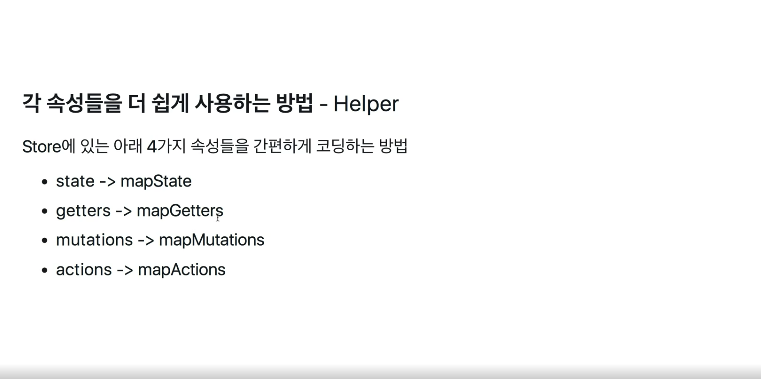 각 속성들을 더 쉽게 사용하는 방법 - Helper
Store에 있는 아래 4가지 속성들을 간편하게 코딩하는 방법
• state -> mapState
• getters -> mapGetters
• mutations -> mapMutations
• actions -> mapActions